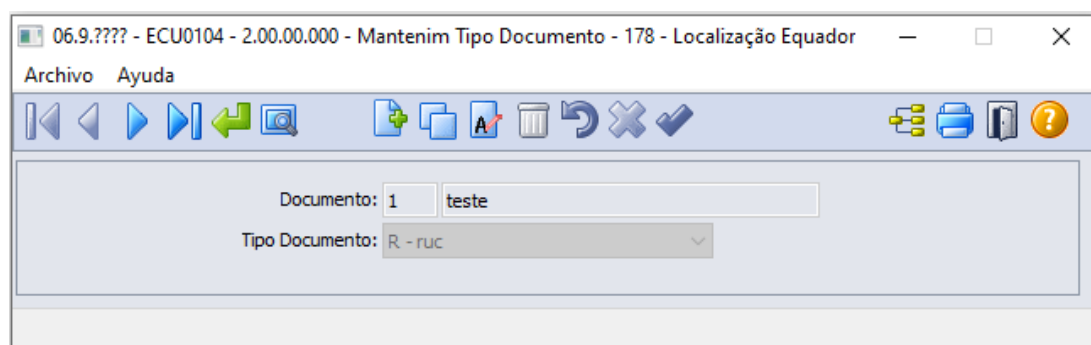 06.9.???? - ECU0104 - 2.00.00.000 - Mantenim Tipo Documento - 178 - Localização Equador
Archivo Ayuda
Documento: 1 teste
Tipo Documento: R - ruc